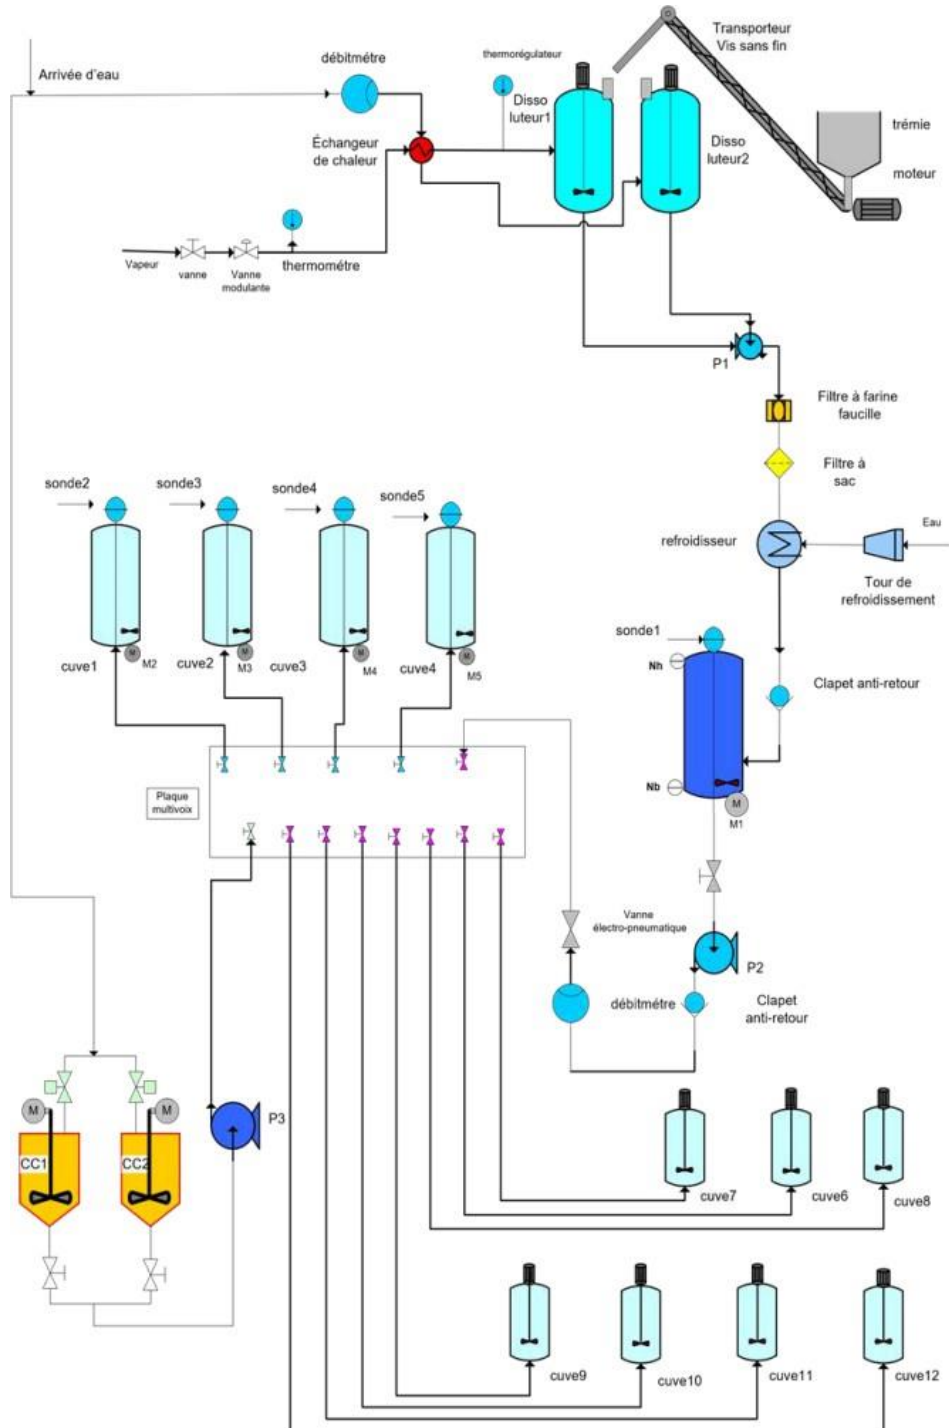 Transporteur
Vis sans fin
débitmétre
thermorégulateur
Arrivée d'eau
Disso
luteur1
trémie
Échangeur
de chaleur
Disso
luteur2
moteur
Vapeur
vanne
Vanne
modulante
thermométre
P1
Filtre à farine
faucille
Filtre à
sac
sonde2
sonde3
sonde4
sonde5
refroidisseur
Eau
Tour de
refroidissement
sonde1
cuve1
M
M2
cuve2
M
M3
cuve3
M
M4
cuve4
M
M5
Nh
Clapet anti-retour
Nb
M
M1
Plaque
multivoix
Vanne
électro-pneumatique
P2
débitmétre
Clapet
anti-retour
M
M
P3
CC1
CC2
cuve7
cuve6
cuve8
cuve9
cuve10
cuve11
cuve12